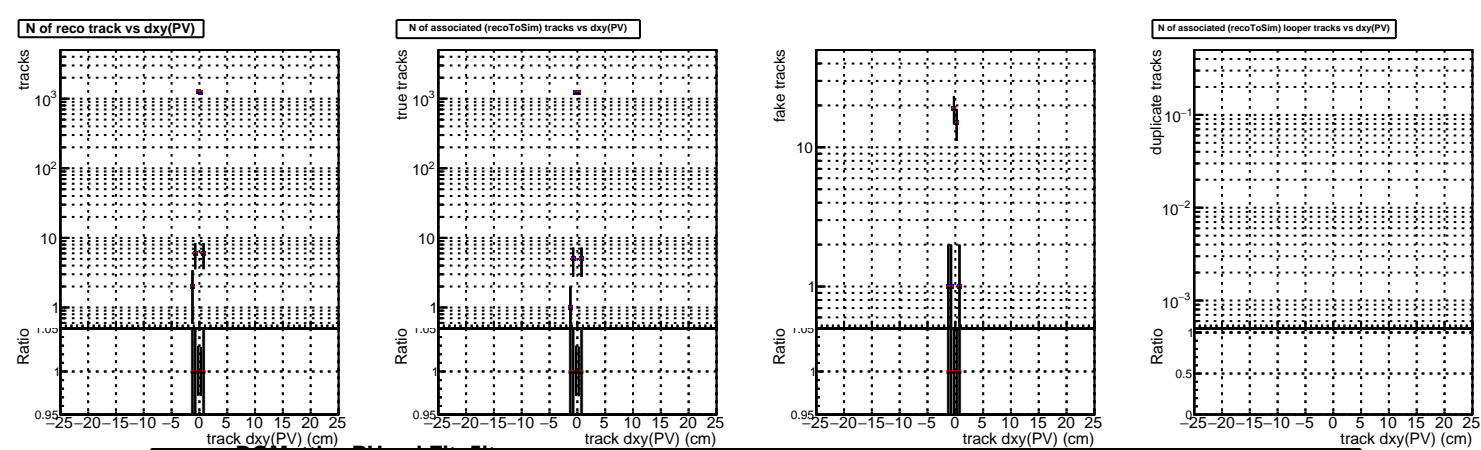 N of reco track vs dxy(PV)
N of associated (recoToSim) tracks vs dxy(PV)
N of associated (recoToSim) looper tracks vs dxy(PV)
tracks
10³
10²
10
1
Ratio
1.05
1
0.95
−25 −20 −15 −10 −5 0 5 10 15 20 25
track dxy(PV) (cm)
true tracks
10³
10²
10
1
Ratio
1.05
1
0.95
−25 −20 −15 −10 −5 0 5 10 15 20 25
track dxy(PV) (cm)
fake tracks
10
1
Ratio
1.05
1
0.95
−25 −20 −15 −10 −5 0 5 10 15 20 25
track dxy(PV) (cm)
duplicate tracks
10⁻¹
10⁻²
10⁻³
Ratio
1
0.5
0
−25 −20 −15 −10 −5 0 5 10 15 20 25
track dxy(PV) (cm)